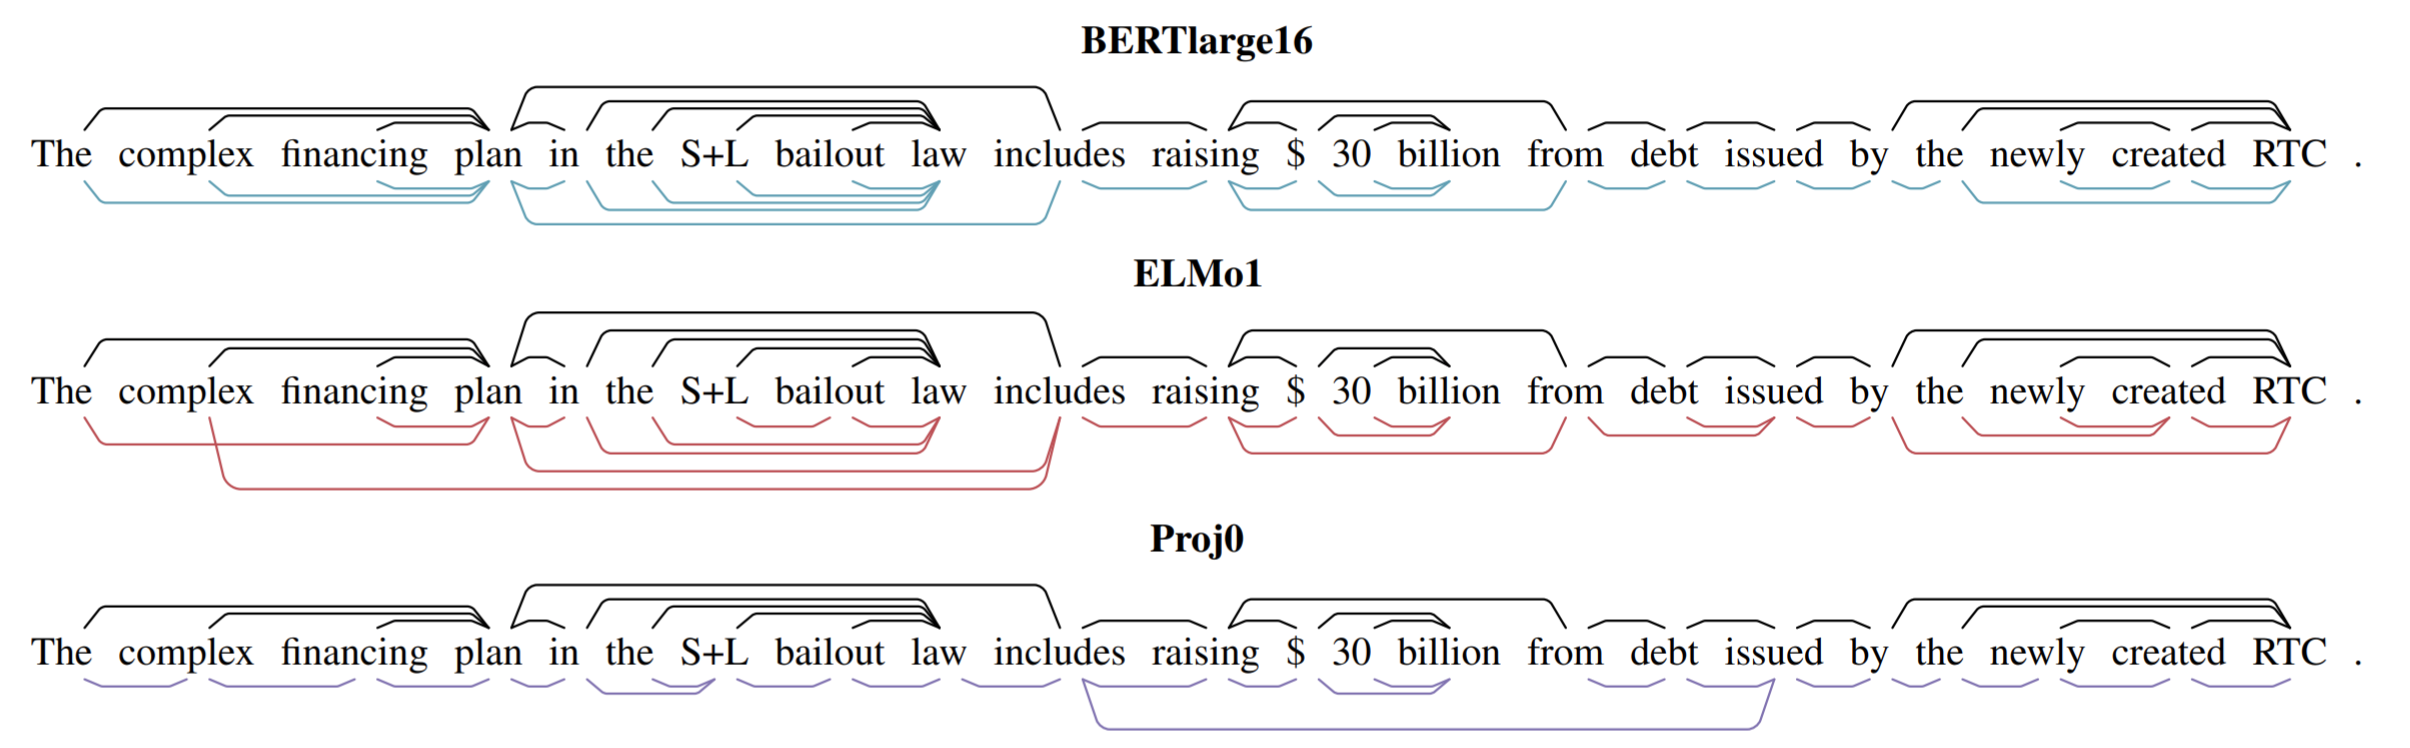 BERTlarge16
The complex financing plan in the S+L bailout law includes raising $ 30 billion from debt issued by the newly created RTC .
ELMo1
The complex financing plan in the S+L bailout law includes raising $ 30 billion from debt issued by the newly created RTC .
Proj0
The complex financing plan in the S+L bailout law includes raising $ 30 billion from debt issued by the newly created RTC .